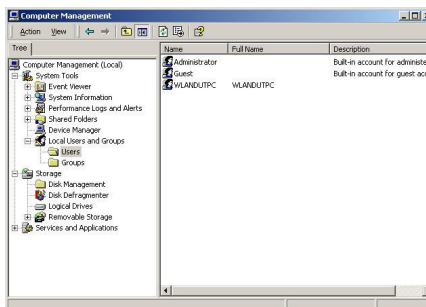 Computer Management
Action View
Tree
Computer Management (Local)
System Tools
Event Viewer
System Information
Performance Logs and Alerts
Shared Folders
Device Manager
Local Users and Groups
Users
Groups
Storage
Disk Management
Disk Defragmenter
Logical Drives
Removable Storage
Services and Applications
Name Full Name Description
Administrator Built-in account for administe
Guest Built-in account for guest acc
WLANDUTPC WLANDUTPC